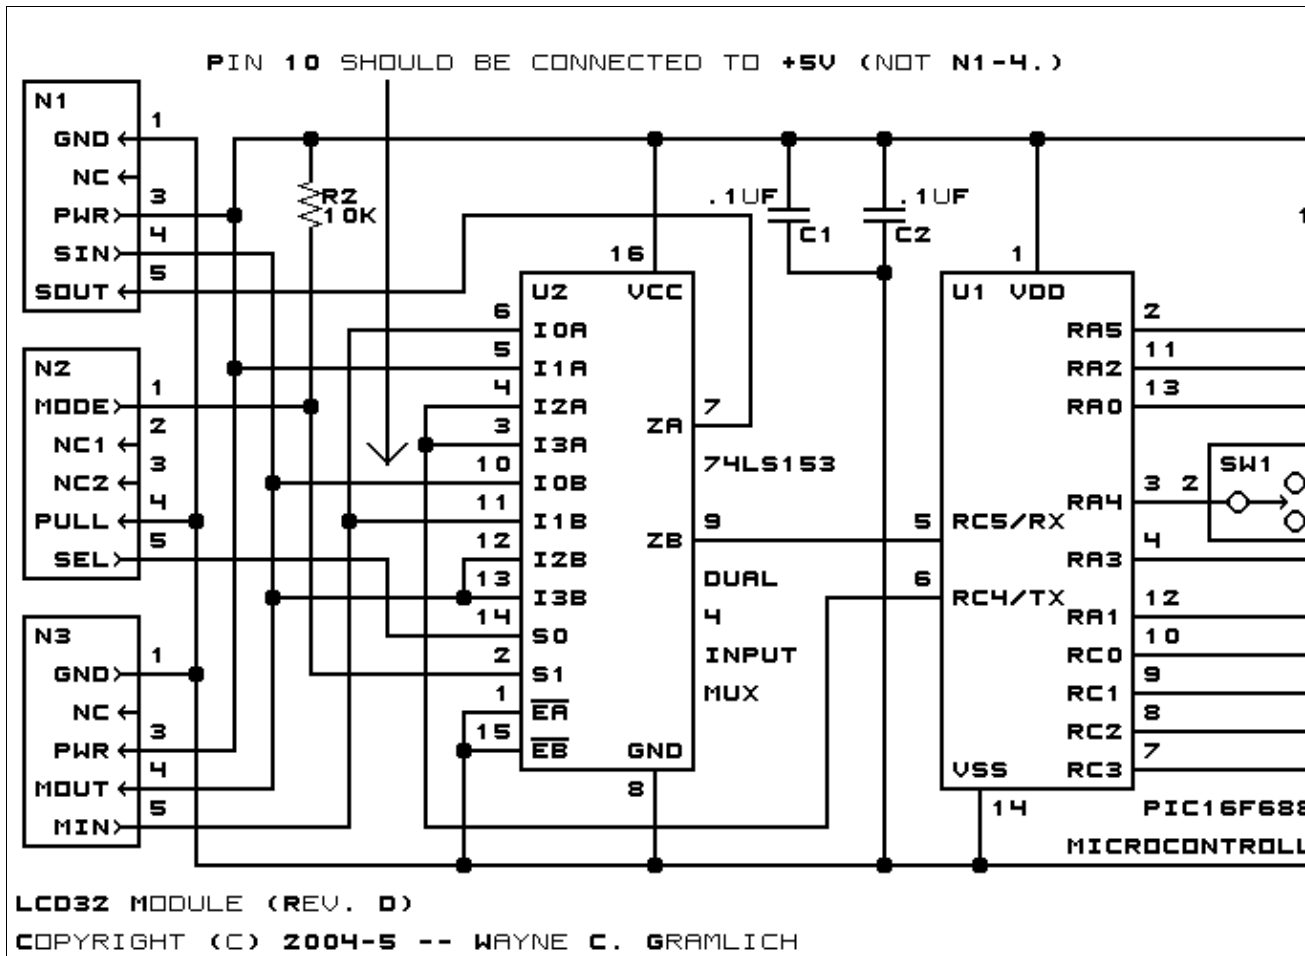 PIN 10 SHOULD BE CONNECTED TO +5V (NOT N1-4.)
N1
1
GND
NC
3
PWR
4
SIN
5
SOUT
N2
1
MODE
2
NC1
3
NC2
4
PULL
5
SEL
N3
1
GND
NC
3
PWR
4
MOUT
5
MIN
R2
10K
.1UF
C1
.1UF
C2
16
U2 VCC
6
I0A
5
I1A
4
I2A
3
I3A
10
I0B
11
I1B
12
I2B
13
I3B
14
S0
2
S1
1
EA
15
EB
GND
8
7
ZA
74LS153
9
ZB
DUAL
4
INPUT
MUX
1
U1 VDD
5
RC5/RX
6
RC4/TX
VSS
14
2
RA5
11
RA2
13
RA0
3 2
RA4
SW1
4
RA3
12
RA1
10
RC0
9
RC1
8
RC2
7
RC3
PIC16F688
MICROCONTROLL
LCD32 MODULE (REV. D)
COPYRIGHT (C) 2004-5 -- WAYNE C. GRAMLICH